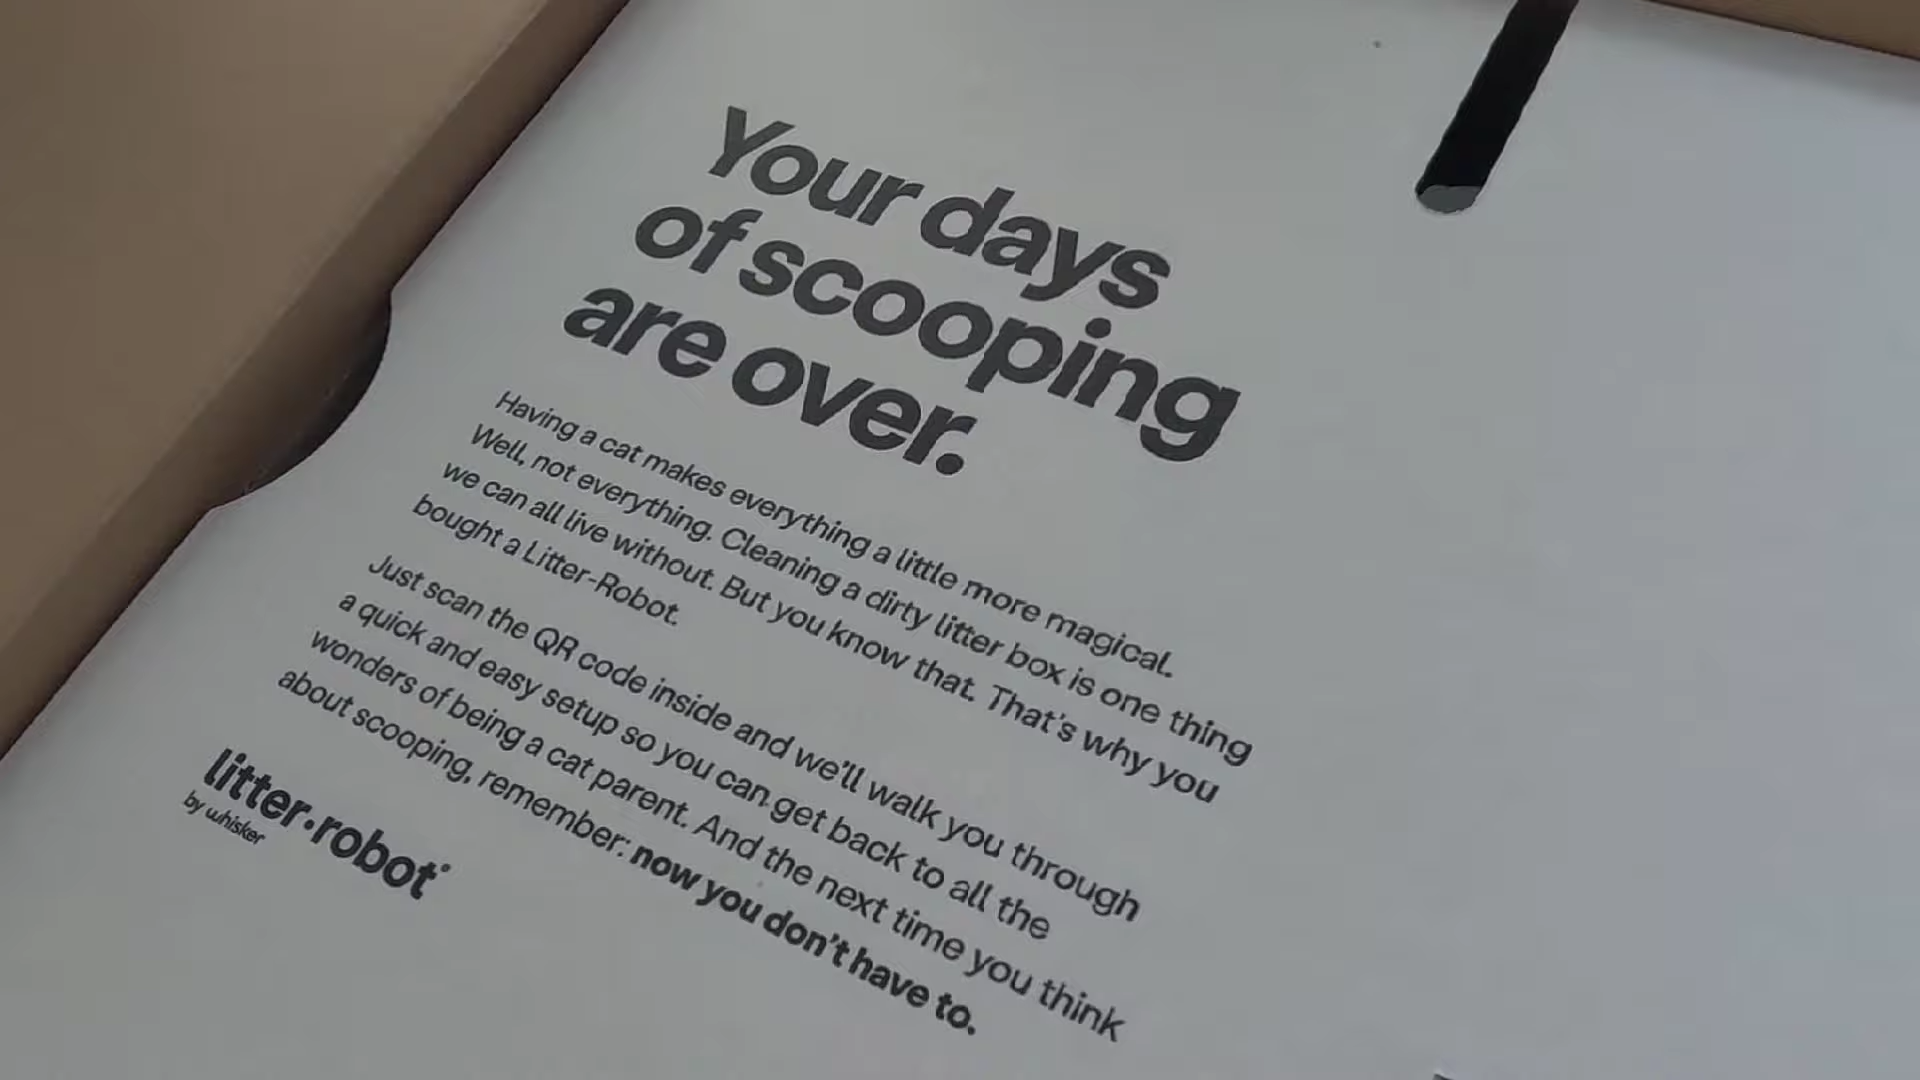 Your days
of scooping
are over.
Having a cat makes everything a little more magical.
Well, not everything. Cleaning a dirty litter box is one thing
we can all live without. But you know that. That's why you
bought a Litter-Robot.
Just scan the QR code inside and we'll walk you through
a quick and easy setup so you can get back to all the
wonders of being a cat parent. And the next time you think
about scooping, remember: now you don't have to.
litter-robot®
by whisker